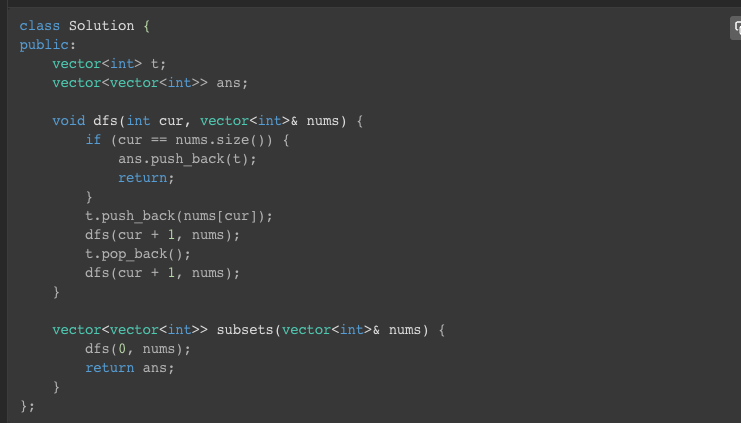 class Solution {
public:
    vector<int> t;
    vector<vector<int>> ans;

    void dfs(int cur, vector<int>& nums) {
        if (cur == nums.size()) {
            ans.push_back(t);
            return;
        }
        t.push_back(nums[cur]);
        dfs(cur + 1, nums);
        t.pop_back();
        dfs(cur + 1, nums);
    }

    vector<vector<int>> subsets(vector<int>& nums) {
        dfs(0, nums);
        return ans;
    }
};